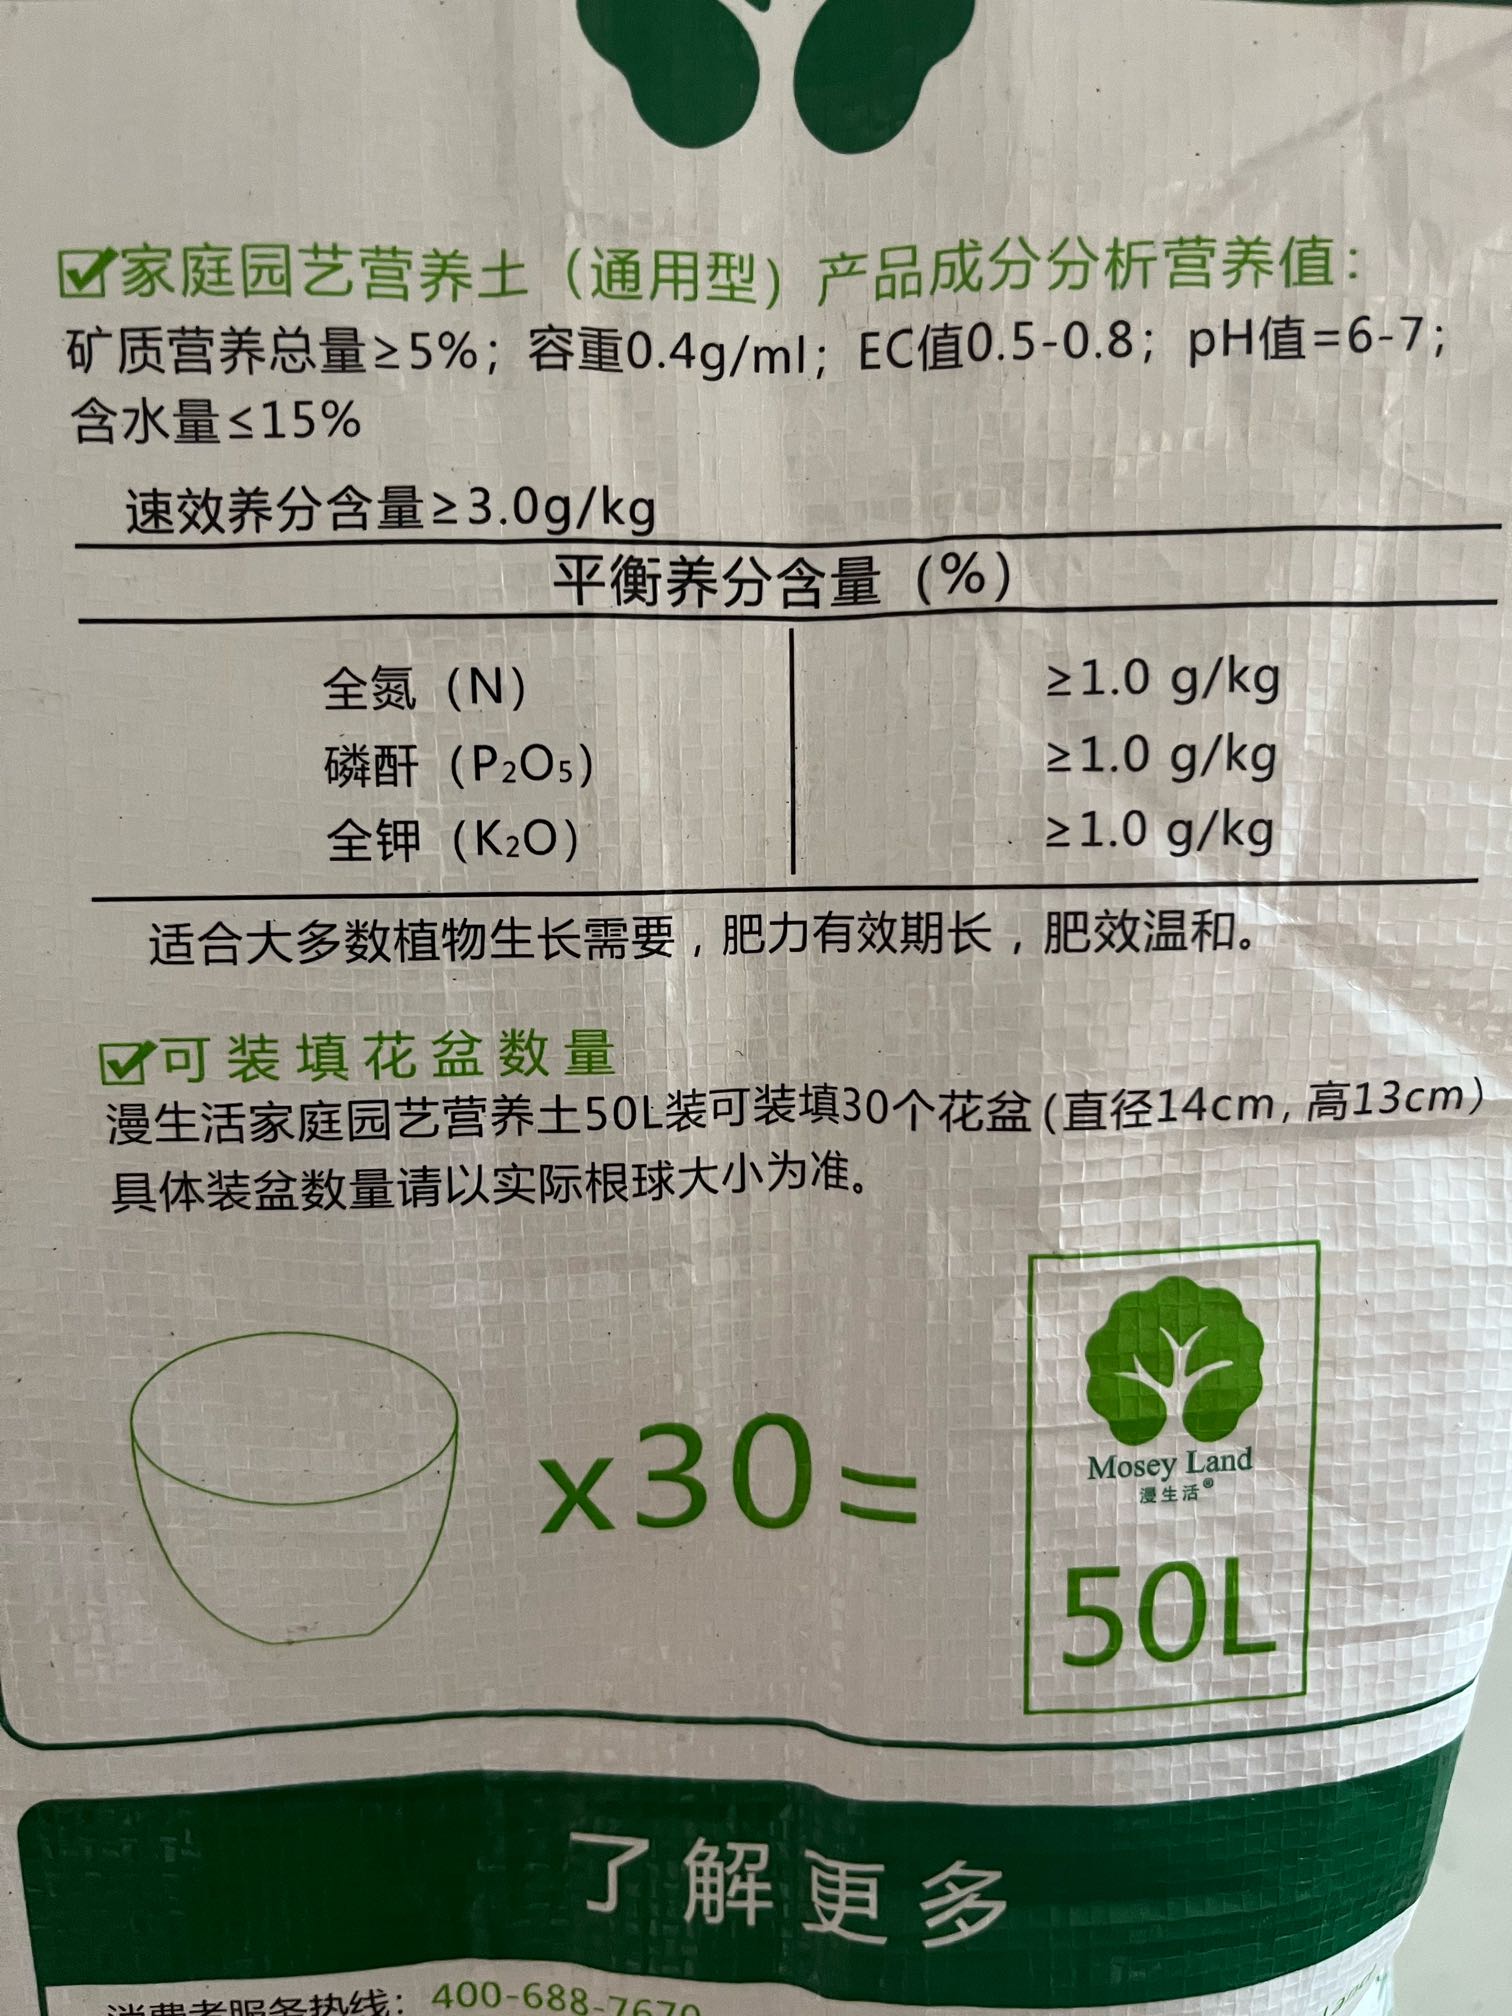 家庭园艺营养土（通用型）产品成分分析营养值：
矿质营养总量≥5%；容重0.4g/ml；EC值0.5-0.8；pH值=6-7；
含水量≤15%
速效养分含量≥3.0g/kg
平衡养分含量（%）
全氮（N） ≥1.0 g/kg
磷酐（P₂O₅） ≥1.0 g/kg
全钾（K₂O） ≥1.0 g/kg
适合大多数植物生长需要，肥力有效期长，肥效温和。
可装填花盆数量
漫生活家庭园艺营养土50L装可装填30个花盆(直径14cm, 高13cm)
具体装盆数量请以实际根球大小为准。
x30=
Mosey Land
漫生活®
50L
了解更多
消费者服务热线：400-688-7670